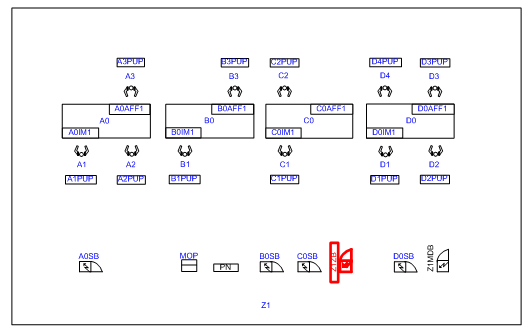 A3PUP B3PUP C2PUP D4PUP D3PUP
A3 B3 C2 D4 D3
A0AFF1 B0AFF1 C0AFF1 D0AFF1
A0 B0 C0 D0
A0IM1 B0IM1 C0IM1 D0IM1
A1 A2 B1 C1 D1 D2
A1PUP A2PUP B1PUP C1PUP D1PUP D2PUP
A0SB MOP B0SB C0SB D0SB
PN Z1ZB Z1MDB
Z1